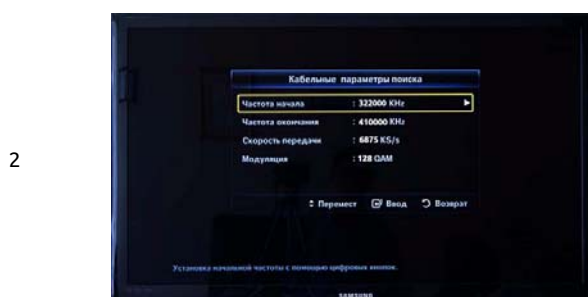 2
Кабельные параметры поиска
Частота начала : 322000 KHz
Частота окончания : 410000 KHz
Скорость передачи : 6875 KS/s
Модуляция : 128 QAM
Перемест Ввод Возврат
Установка начальной частоты с помощью цифровых кнопок.
SAMSUNG